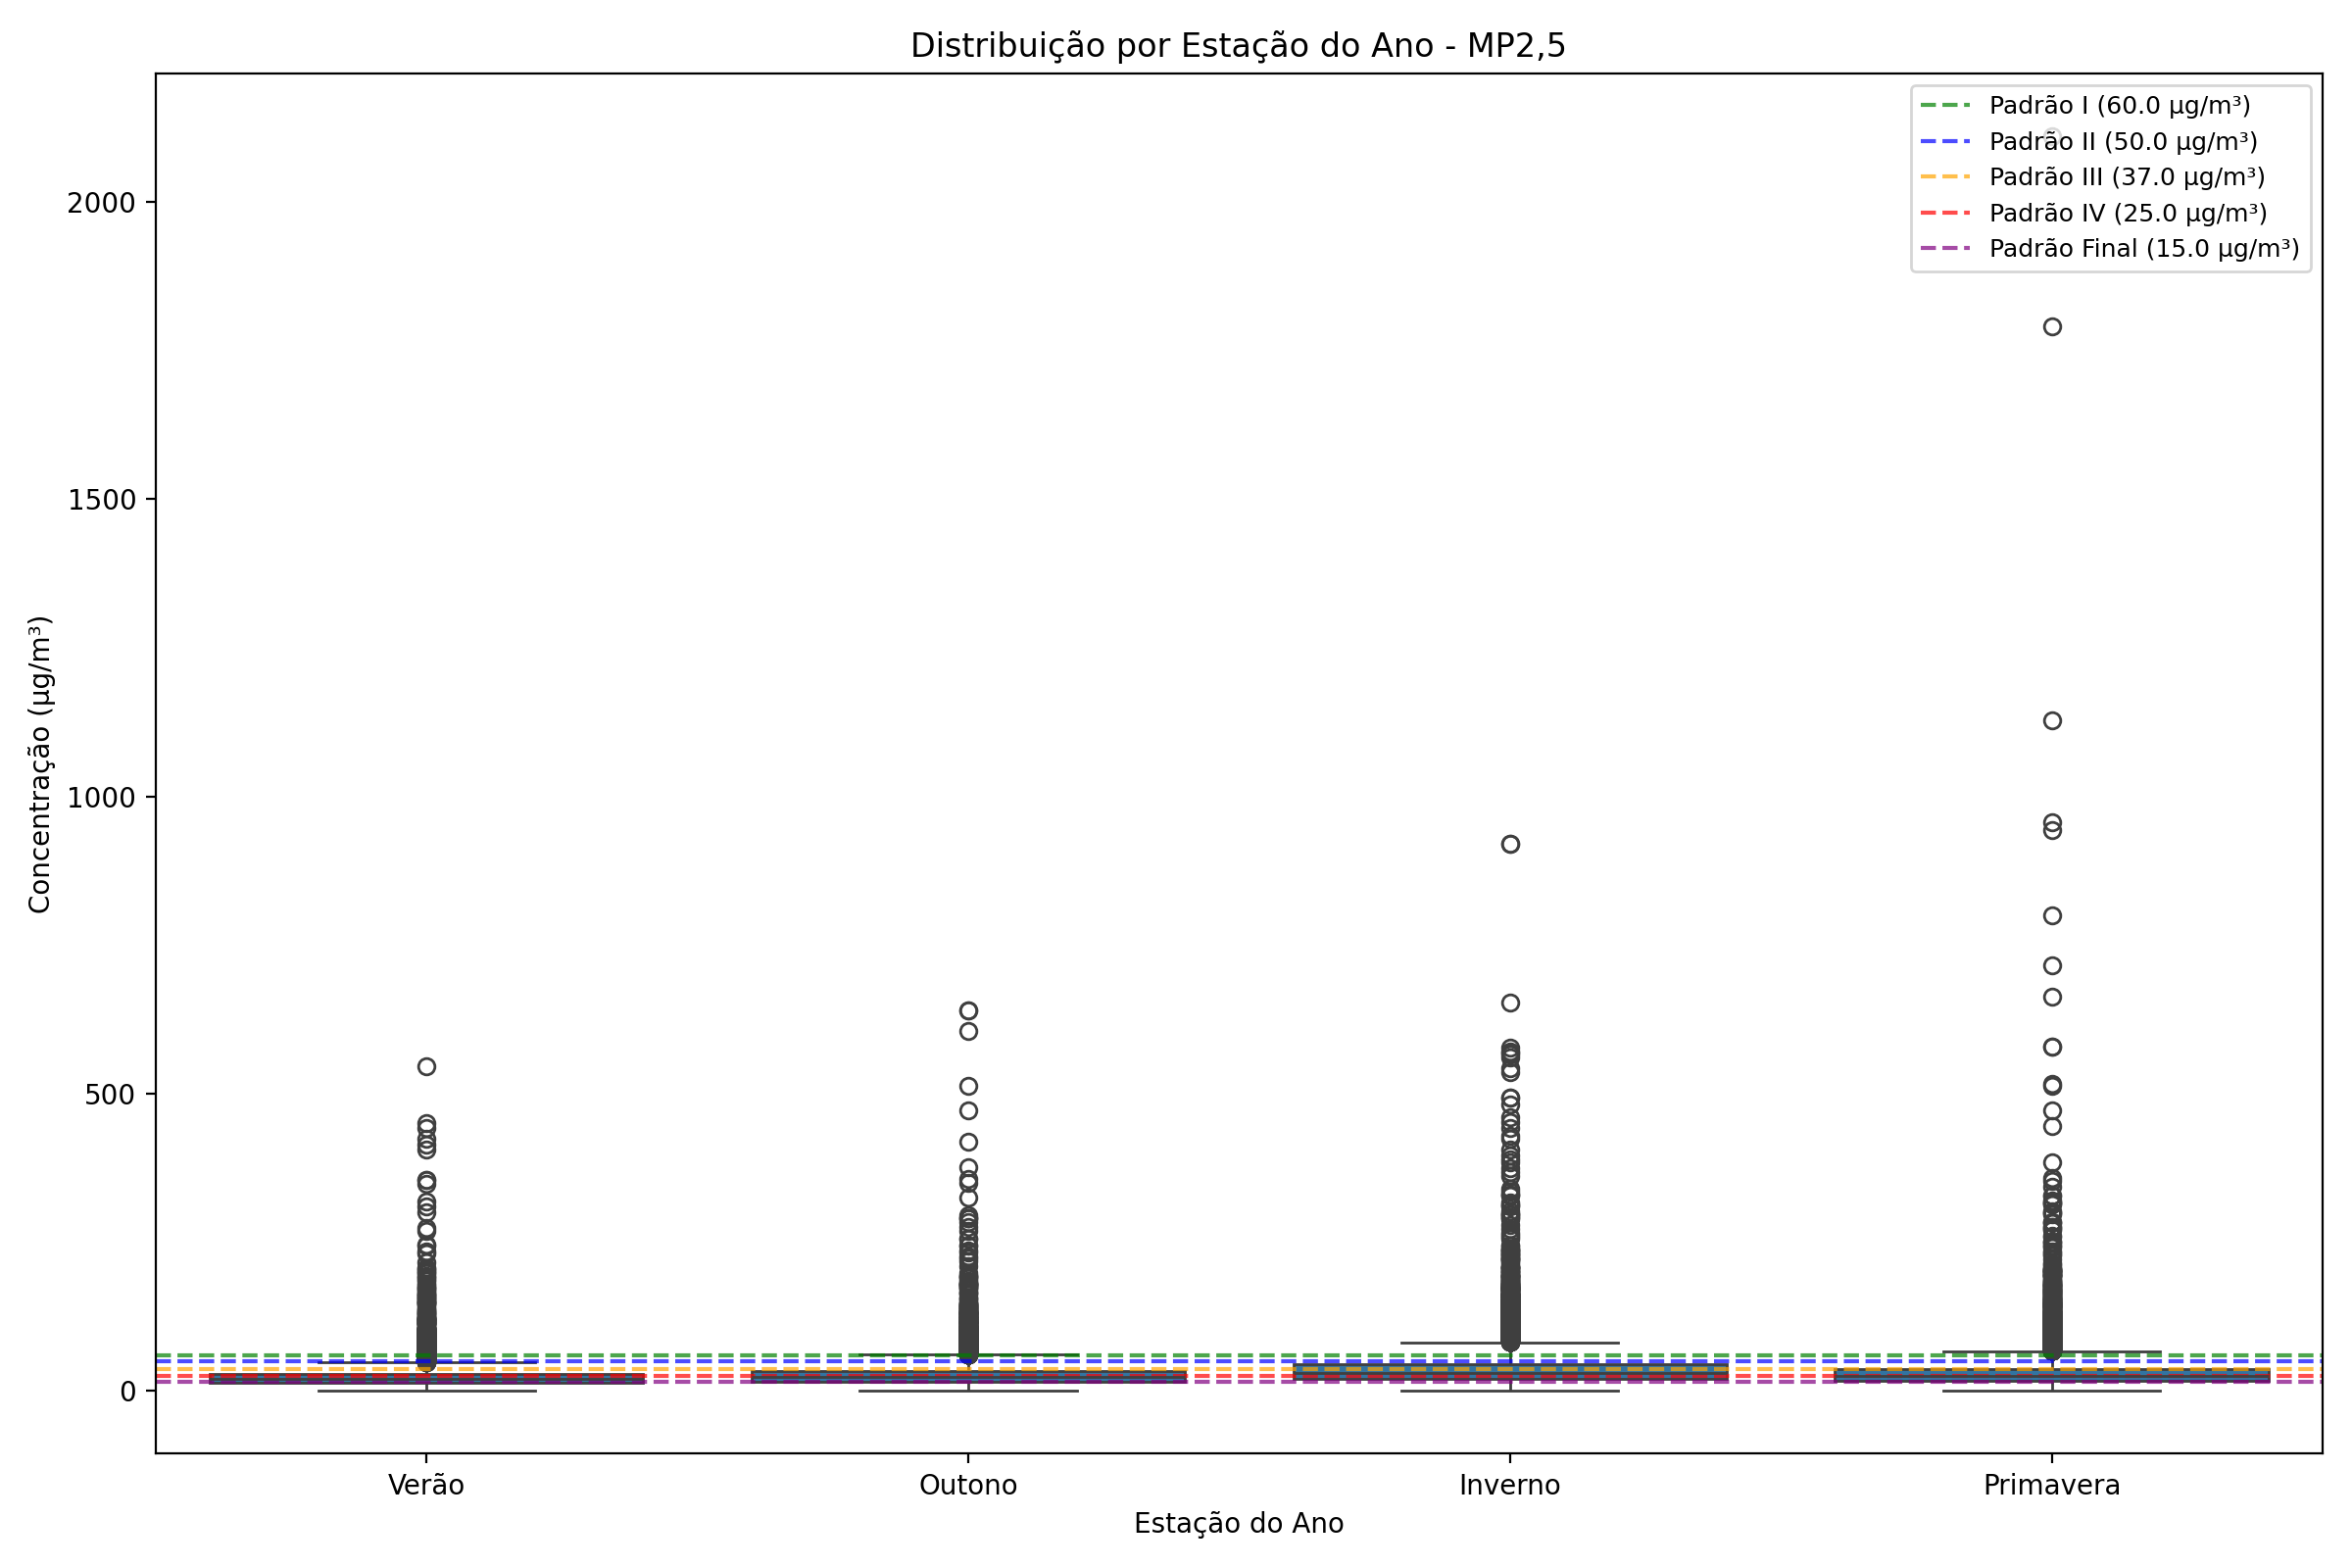 Distribuição por Estação do Ano - MP2,5
Padrão I (60.0 µg/m³)
Padrão II (50.0 µg/m³)
Padrão III (37.0 µg/m³)
Padrão IV (25.0 µg/m³)
Padrão Final (15.0 µg/m³)
Concentração (µg/m³)
2000
1500
1000
500
0
Verão
Outono
Inverno
Primavera
Estação do Ano